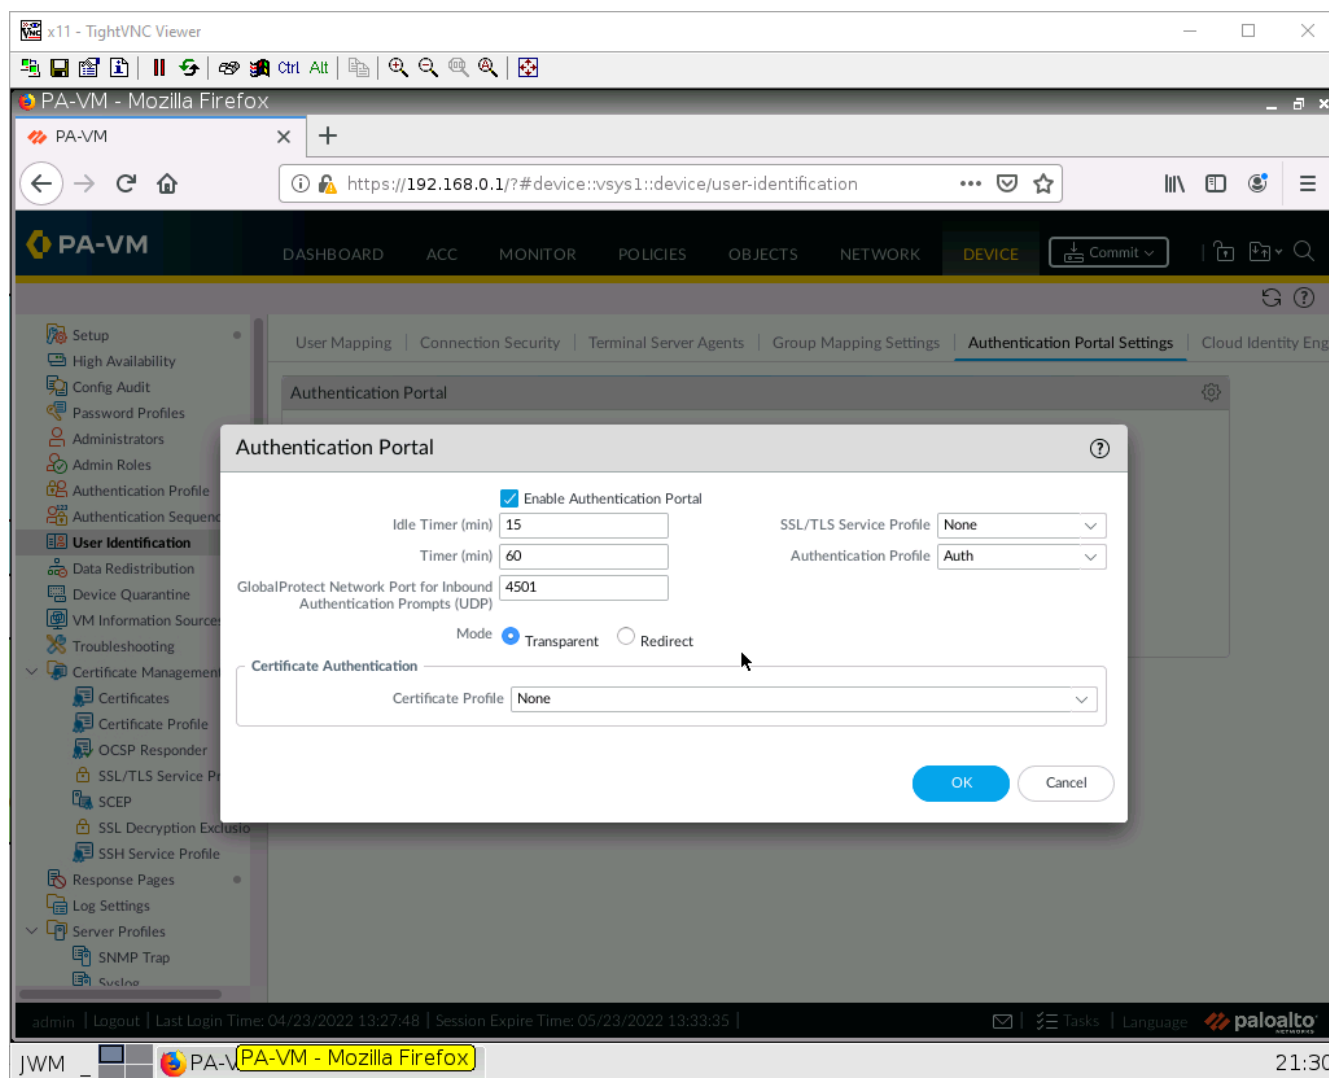 x11 - TightVNC Viewer
Ctrl Alt
PA-VM - Mozilla Firefox
PA-VM
https://192.168.0.1/?#device::vsys1::device/user-identification
PA-VM
DASHBOARD ACC MONITOR POLICIES OBJECTS NETWORK DEVICE Commit
Setup
High Availability
Config Audit
Password Profiles
Administrators
Admin Roles
Authentication Profile
Authentication Sequenc
User Identification
Data Redistribution
Device Quarantine
VM Information Sources
Troubleshooting
Certificate Management
Certificates
Certificate Profile
OCSP Responder
SSL/TLS Service Pr
SCEP
SSL Decryption Exclusio
SSH Service Profile
Response Pages
Log Settings
Server Profiles
SNMP Trap
Syslog
User Mapping | Connection Security | Terminal Server Agents | Group Mapping Settings | Authentication Portal Settings | Cloud Identity Eng
Authentication Portal
Authentication Portal
Enable Authentication Portal
Idle Timer (min) 15
SSL/TLS Service Profile None
Timer (min) 60
Authentication Profile Auth
GlobalProtect Network Port for Inbound
Authentication Prompts (UDP) 4501
Mode Transparent Redirect
Certificate Authentication
Certificate Profile None
OK Cancel
admin | Logout | Last Login Time: 04/23/2022 13:27:48 | Session Expire Time: 05/23/2022 13:33:35 |
Tasks | Language paloalto
NETWORKS
JWM _ PA-V PA-VM - Mozilla Firefox 21:30